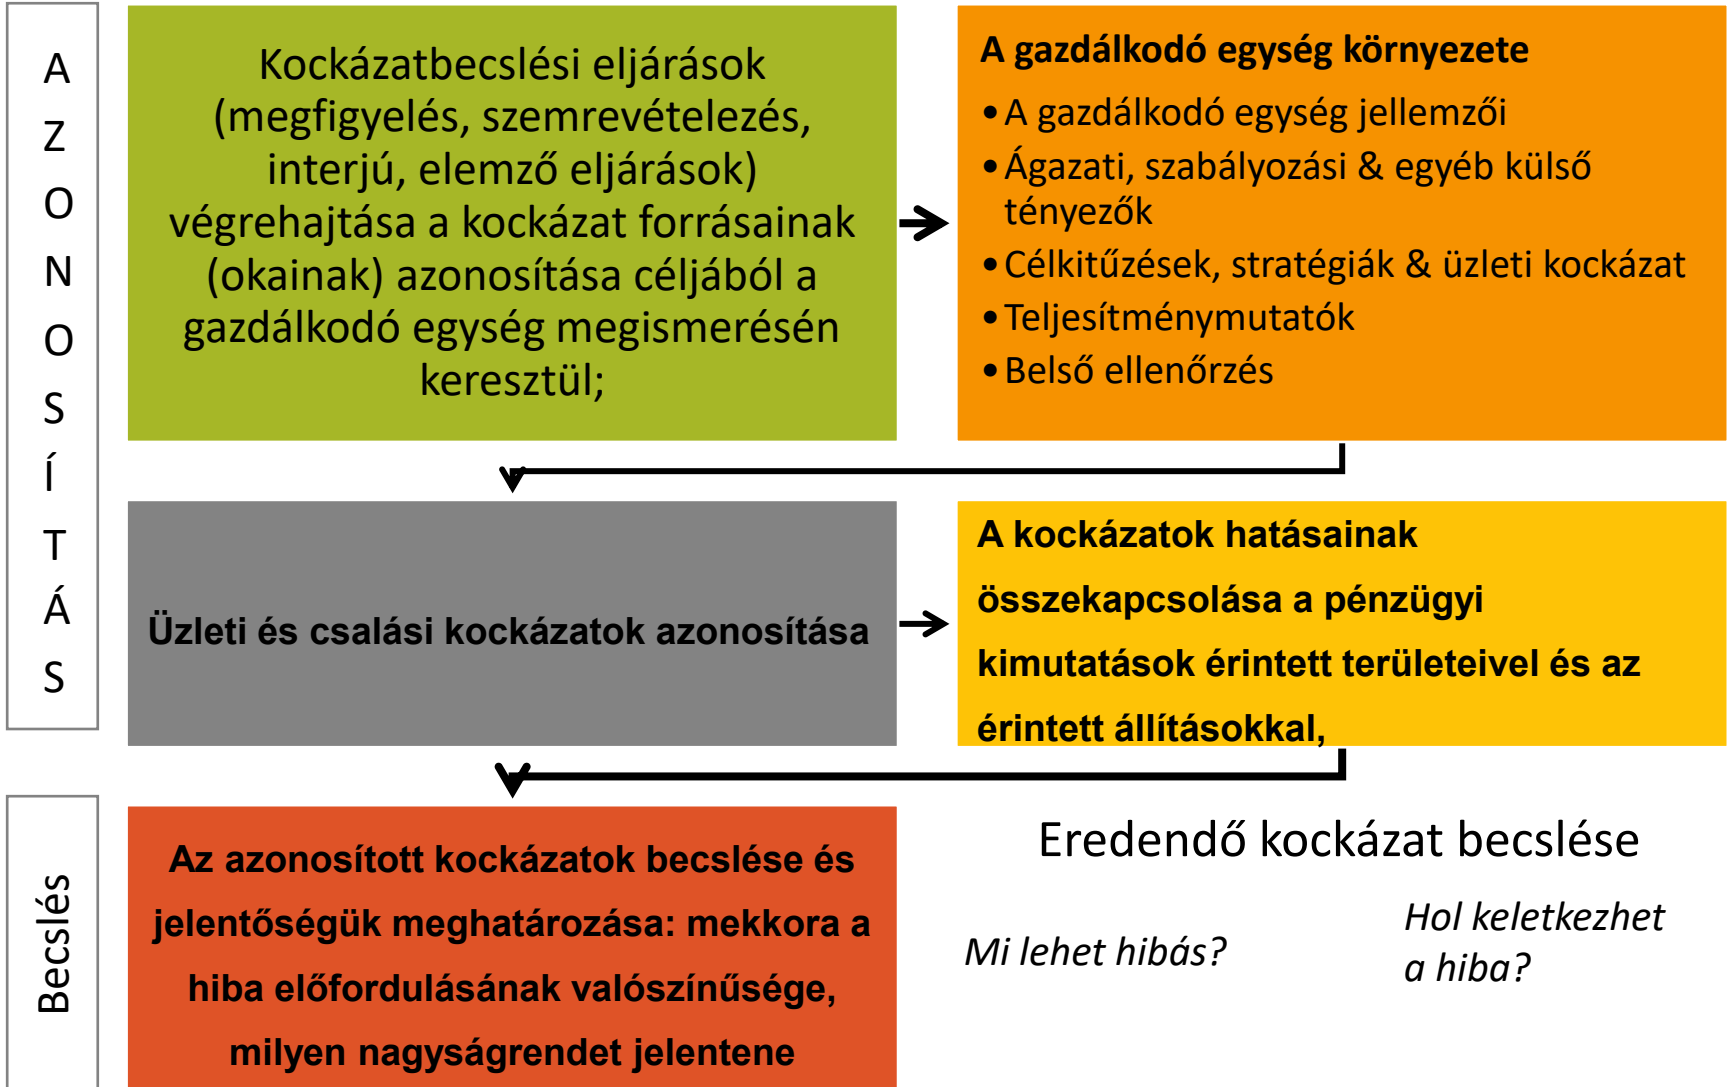 A
Z
O
N
O
S
Í
T
Á
S
Kockázatbecslési eljárások
(megfigyelés, szemrevételezés,
interjú, elemző eljárások)
végrehajtása a kockázat forrásainak
(okainak) azonosítása céljából a
gazdálkodó egység megismerésén
keresztül;
A gazdálkodó egység környezete
•A gazdálkodó egység jellemzői
•Ágazati, szabályozási & egyéb külső
tényezők
•Célkitűzések, stratégiák & üzleti kockázat
•Teljesítménymutatók
•Belső ellenőrzés
Üzleti és csalási kockázatok azonosítása
A kockázatok hatásainak
összekapcsolása a pénzügyi
kimutatások érintett területeivel és az
érintett állításokkal,
Becslés
Az azonosított kockázatok becslése és
jelentőségük meghatározása: mekkora a
hiba előfordulásának valószínűsége,
milyen nagyságrendet jelentene
Eredendő kockázat becslése
Mi lehet hibás?
Hol keletkezhet
a hiba?